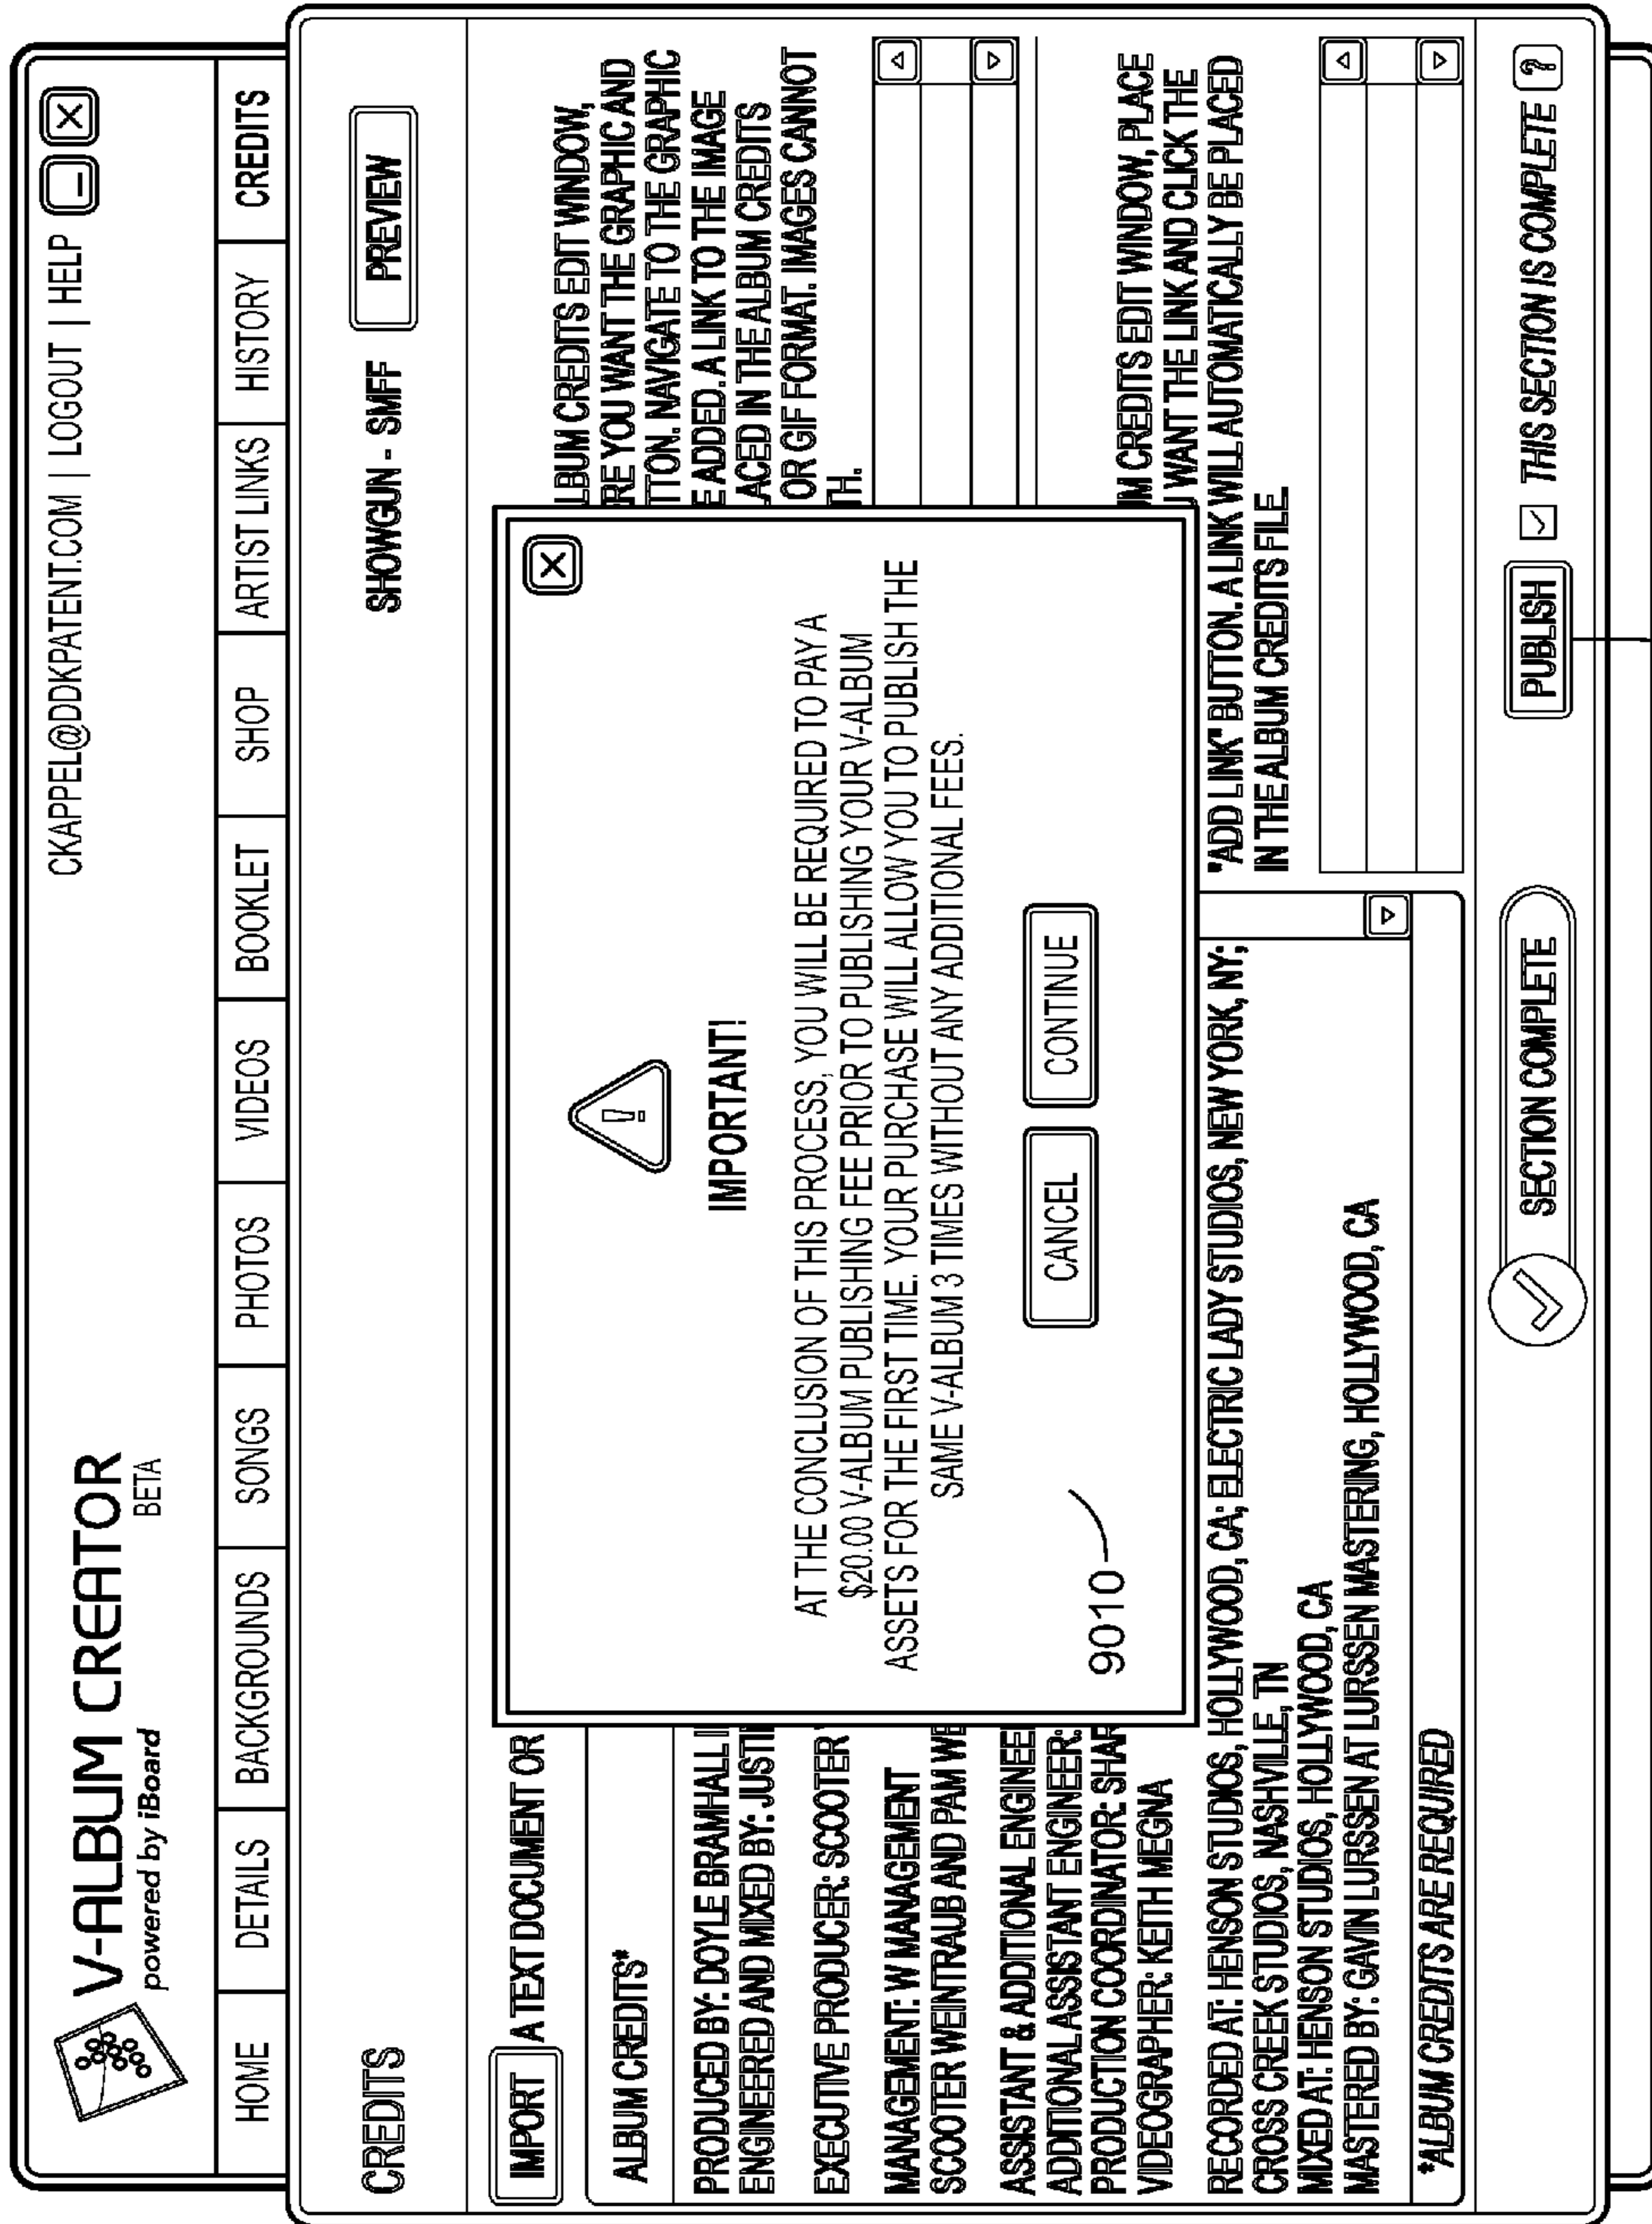 V-ALBUM CREATOR
powered by iBoard
BETA
CKAPPEL@DDKPATENT.COM | LOGOUT | HELP
HOME DETAILS BACKGROUNDS SONGS PHOTOS VIDEOS BOOKLET SHOP ARTIST LINKS HISTORY CREDITS
CREDITS
SHOWGUN - SMFF PREVIEW
IMPORT A TEXT DOCUMENT OR
ALBUM CREDITS*
PRODUCED BY: DOYLE BRAMHALL
ENGINEERED AND MIXED BY:
EXECUTIVE PRODUCER: SCOOTER
MANAGEMENT: W MANAGEMENT
SCOOTER WEINTRAUB AND PAM
ASSISTANT & ADDITIONAL
ADDITIONAL ASSISTANT ENGINEER:
PRODUCTION COORDINATOR:
VIDEOGRAPHER: KEITH MEGNA
RECORDED AT: HENSON STUDIOS, HOLLYWOOD, CA; ELECTRIC LADY STUDIOS, NEW YORK, NY;
CROSS CREEK STUDIOS, NASHVILLE, TN
MIXED AT: HENSON STUDIOS, HOLLYWOOD, CA
MASTERED BY: GAVIN LURSSEN AT LURSSEN MASTERING, HOLLYWOOD, CA
*ALBUM CREDITS ARE REQUIRED
IMPORTANT!
AT THE CONCLUSION OF THIS PROCESS, YOU WILL BE REQUIRED TO PAY A
$20.00 V-ALBUM PUBLISHING FEE PRIOR TO PUBLISHING YOUR V-ALBUM
ASSETS FOR THE FIRST TIME. YOUR PURCHASE WILL ALLOW YOU TO PUBLISH THE
SAME V-ALBUM 3 TIMES WITHOUT ANY ADDITIONAL FEES.
CANCEL CONTINUE
9010
CREDITS EDIT WINDOW,
YOU WANT THE GRAPHIC AND
NAVIGATE TO THE GRAPHIC
ADDED. A LINK TO THE IMAGE
IN THE ALBUM CREDITS
OR GIF FORMAT. IMAGES CANNOT
CREDITS EDIT WINDOW, PLACE
WANT THE LINK AND CLICK THE
"ADD LINK" BUTTON. A LINK WILL AUTOMATICALLY BE PLACED
IN THE ALBUM CREDITS FILE.
SECTION COMPLETE PUBLISH THIS SECTION IS COMPLETE ?